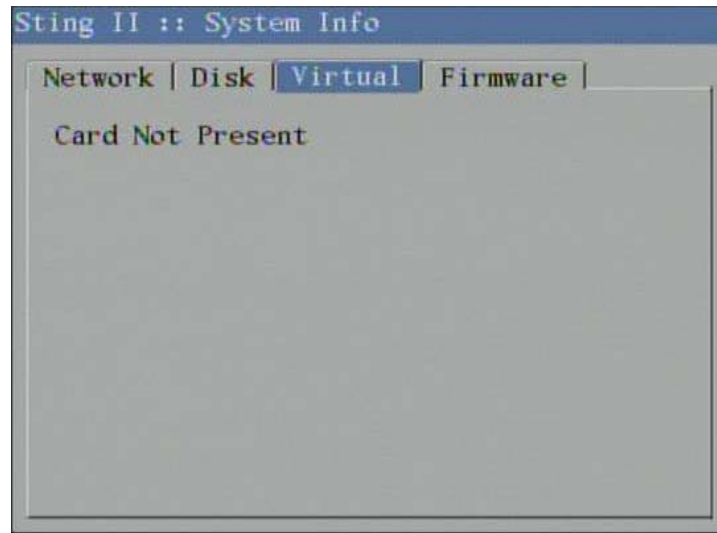 Sting II :: System Info
Network | Disk | Virtual | Firmware |
Card Not Present